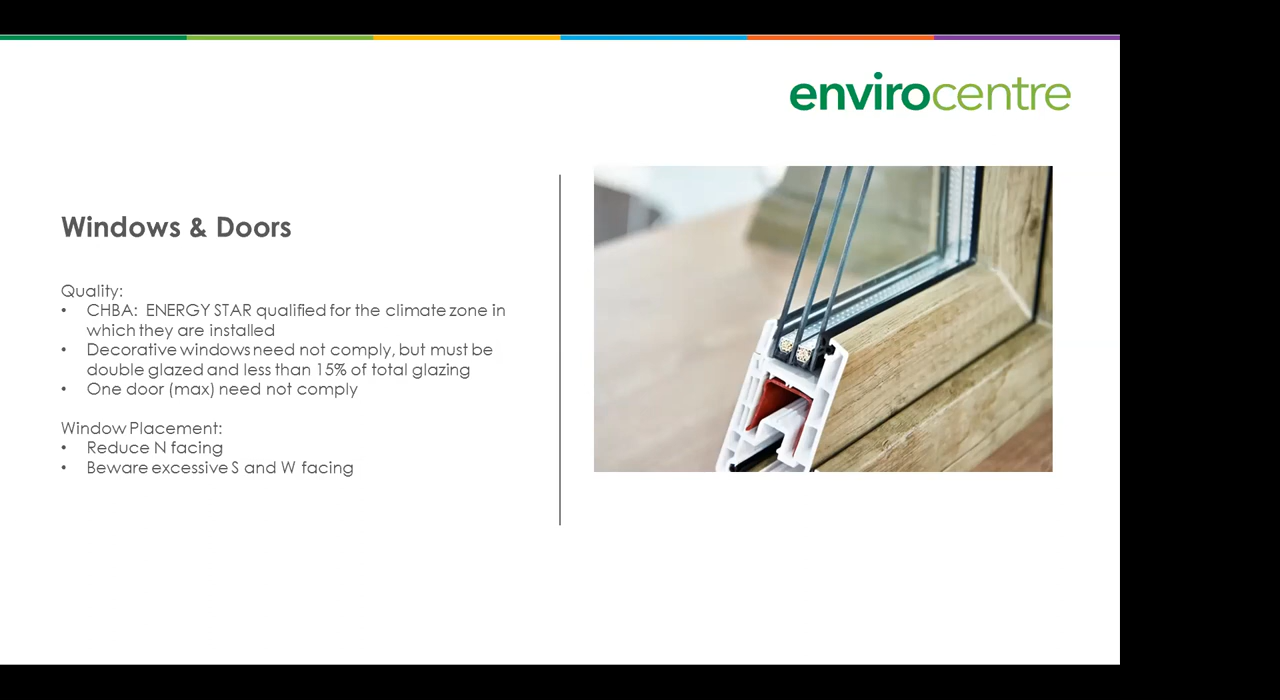 envirocentre
Windows & Doors
Quality:
• CHBA: ENERGY STAR qualified for the climate zone in
which they are installed
• Decorative windows need not comply, but must be
double glazed and less than 15% of total glazing
• One door (max) need not comply
Window Placement:
• Reduce N facing
• Beware excessive S and W facing